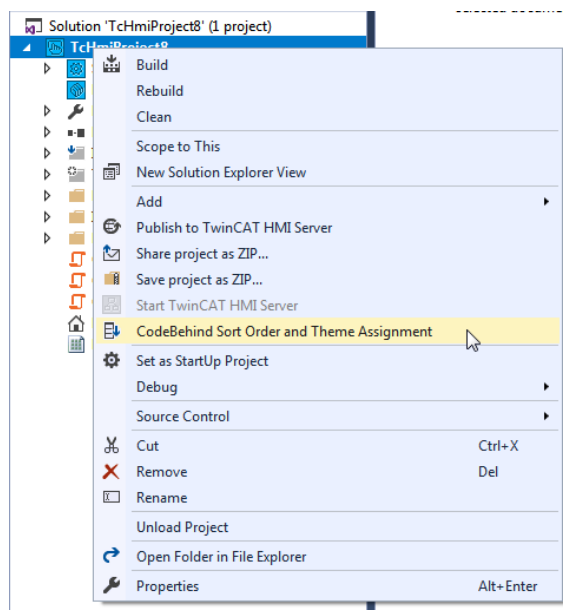 Solution 'TcHmiProject8' (1 project)
TcHmiProject8
Build
Rebuild
Clean
Scope to This
New Solution Explorer View
Add
Publish to TwinCAT HMI Server
Share project as ZIP...
Save project as ZIP...
Start TwinCAT HMI Server
CodeBehind Sort Order and Theme Assignment
Set as StartUp Project
Debug
Source Control
Cut Ctrl+X
Remove Del
Rename
Unload Project
Open Folder in File Explorer
Properties Alt+Enter